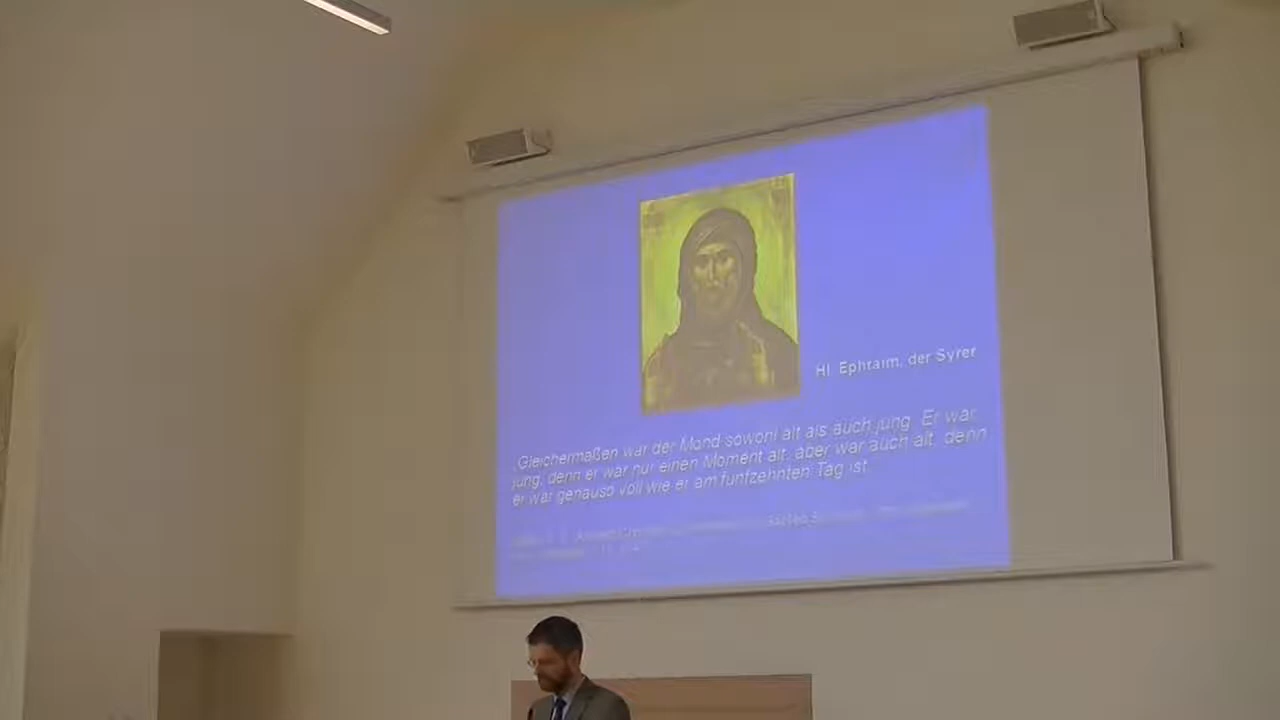 Hl. Ephraim, der Syrer
„Gleichermaßen war der Mond sowohl alt als auch jung. Er war
jung, denn er war nur einen Moment alt, aber war auch alt, denn
er war genauso voll wie er am fünfzehnten Tag ist.